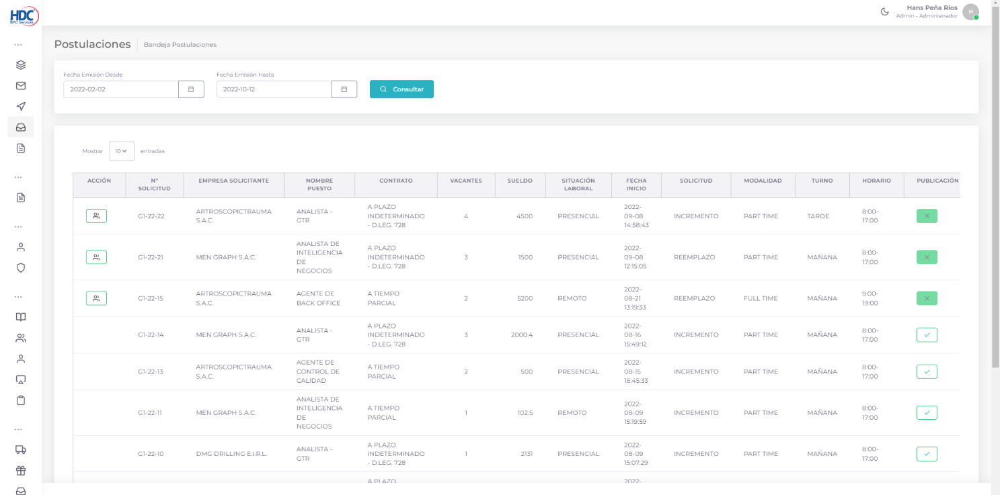 HDC
BPO Services
Hans Peña Rios
Admin - Administrador
H
Postulaciones
Bandeja Postulaciones
Fecha Emisión Desde
Fecha Emisión Hasta
2022-02-02
2022-10-12
Consultar
Mostrar 10 entradas
ACCIÓN
N°
SOLICITUD
EMPRESA SOLICITANTE
NOMBRE
PUESTO
CONTRATO
VACANTES
SUELDO
SITUACIÓN
LABORAL
FECHA
INICIO
SOLICITUD
MODALIDAD
TURNO
HORARIO
PUBLICACIÓN
G1-22-22
ARTROSCOPICTRAUMA
S.A.C.
ANALISTA -
GTR
A PLAZO
INDETERMINADO
- D.LEG. 728
4
4500
PRESENCIAL
2022-
09-08
14:58:43
INCREMENTO
PART TIME
TARDE
8:00-
17:00
G1-22-21
MEN GRAPH S.A.C.
ANALISTA DE
INTELIGENCIA
DE
NEGOCIOS
A PLAZO
INDETERMINADO
- D.LEG. 728
3
1500
PRESENCIAL
2022-
09-08
12:15:05
REEMPLAZO
PART TIME
MAÑANA
8:00-
17:00
G1-22-15
ARTROSCOPICTRAUMA
S.A.C.
AGENTE DE
BACK OFFICE
A TIEMPO
PARCIAL
2
5200
REMOTO
2022-
08-21
13:19:33
REEMPLAZO
FULL TIME
MAÑANA
9:00-
19:00
G1-22-14
MEN GRAPH S.A.C.
ANALISTA -
GTR
A PLAZO
INDETERMINADO
- D.LEG. 728
3
2000.4
PRESENCIAL
2022-
08-16
15:49:12
INCREMENTO
PART TIME
MAÑANA
8:00-
17:00
G1-22-13
ARTROSCOPICTRAUMA
S.A.C.
AGENTE DE
CONTROL DE
CALIDAD
A TIEMPO
PARCIAL
2
500
PRESENCIAL
2022-
08-15
16:45:33
INCREMENTO
PART TIME
MAÑANA
8:00-
17:00
G1-22-11
MEN GRAPH S.A.C.
ANALISTA DE
INTELIGENCIA
DE
NEGOCIOS
A TIEMPO
PARCIAL
1
102.5
REMOTO
2022-
08-09
15:19:59
INCREMENTO
PART TIME
MAÑANA
8:00-
17:00
G1-22-10
DMG DRILLING E.I.R.L.
ANALISTA -
GTR
A PLAZO
INDETERMINADO
- D.LEG. 728
1
2131
PRESENCIAL
2022-
08-09
15:07:29
INCREMENTO
PART TIME
MAÑANA
8:00-
17:00
A PLAZO
2022-